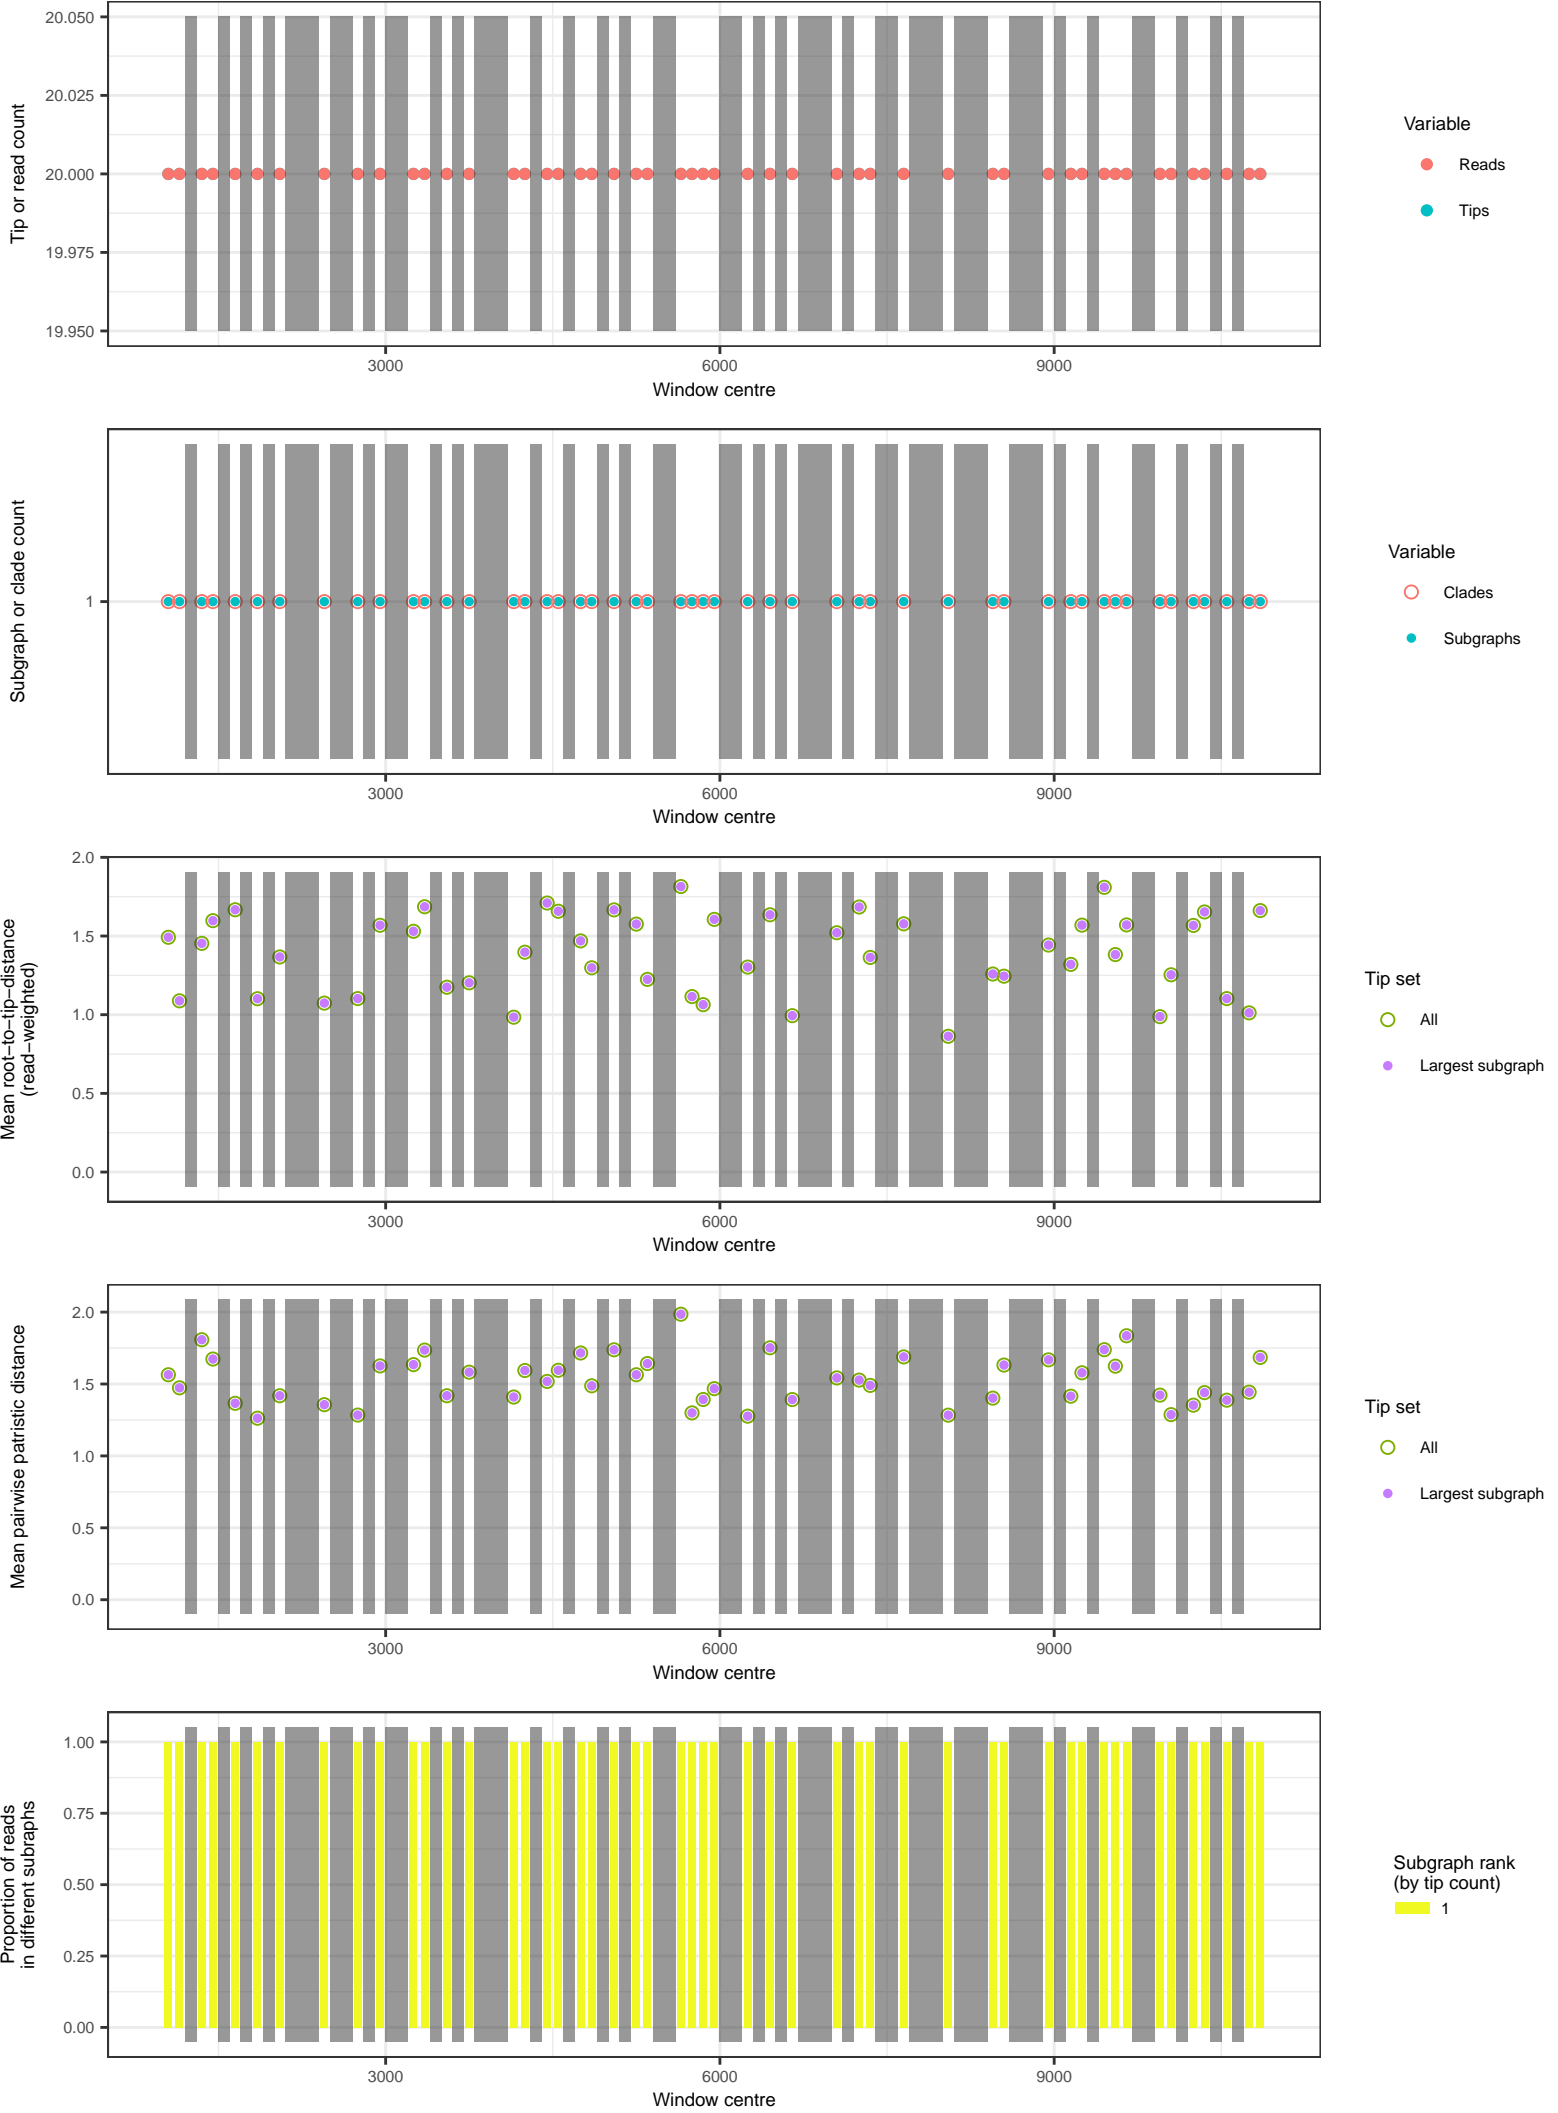 20.050
20.025
20.000
19.975
19.950
Tip or read count
3000
6000
9000
Window centre
Variable
Reads
Tips
1
Subgraph or clade count
3000
6000
9000
Window centre
Variable
Clades
Subgraphs
2.0
1.5
1.0
0.5
0.0
Mean root−to−tip−distance
(read−weighted)
3000
6000
9000
Window centre
Tip set
All
Largest subgraph
2.0
1.5
1.0
0.5
0.0
Mean pairwise patristic distance
3000
6000
9000
Window centre
Tip set
All
Largest subgraph
1.00
0.75
0.50
0.25
0.00
Proportion of reads
in different subraphs
3000
6000
9000
Window centre
Subgraph rank
(by tip count)
1